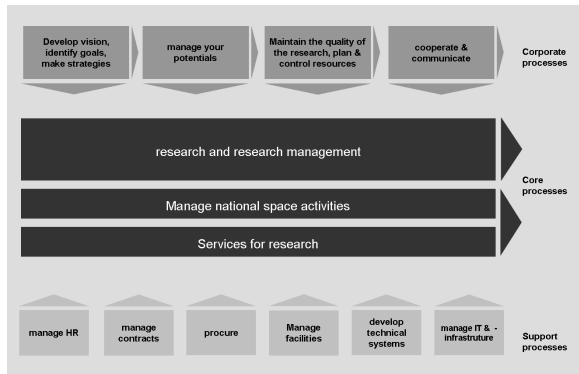 Develop vision,
identify goals,
make strategies
manage your
potentials
Maintain the quality of
the research, plan &
control resources
cooperate &
communicate
Corporate
processes
research and research management
Manage national space activities
Services for research
Core
processes
manage HR
manage
contracts
procure
Manage
facilities
develop
technical
systems
manage IT & -
infrastruture
Support
processes